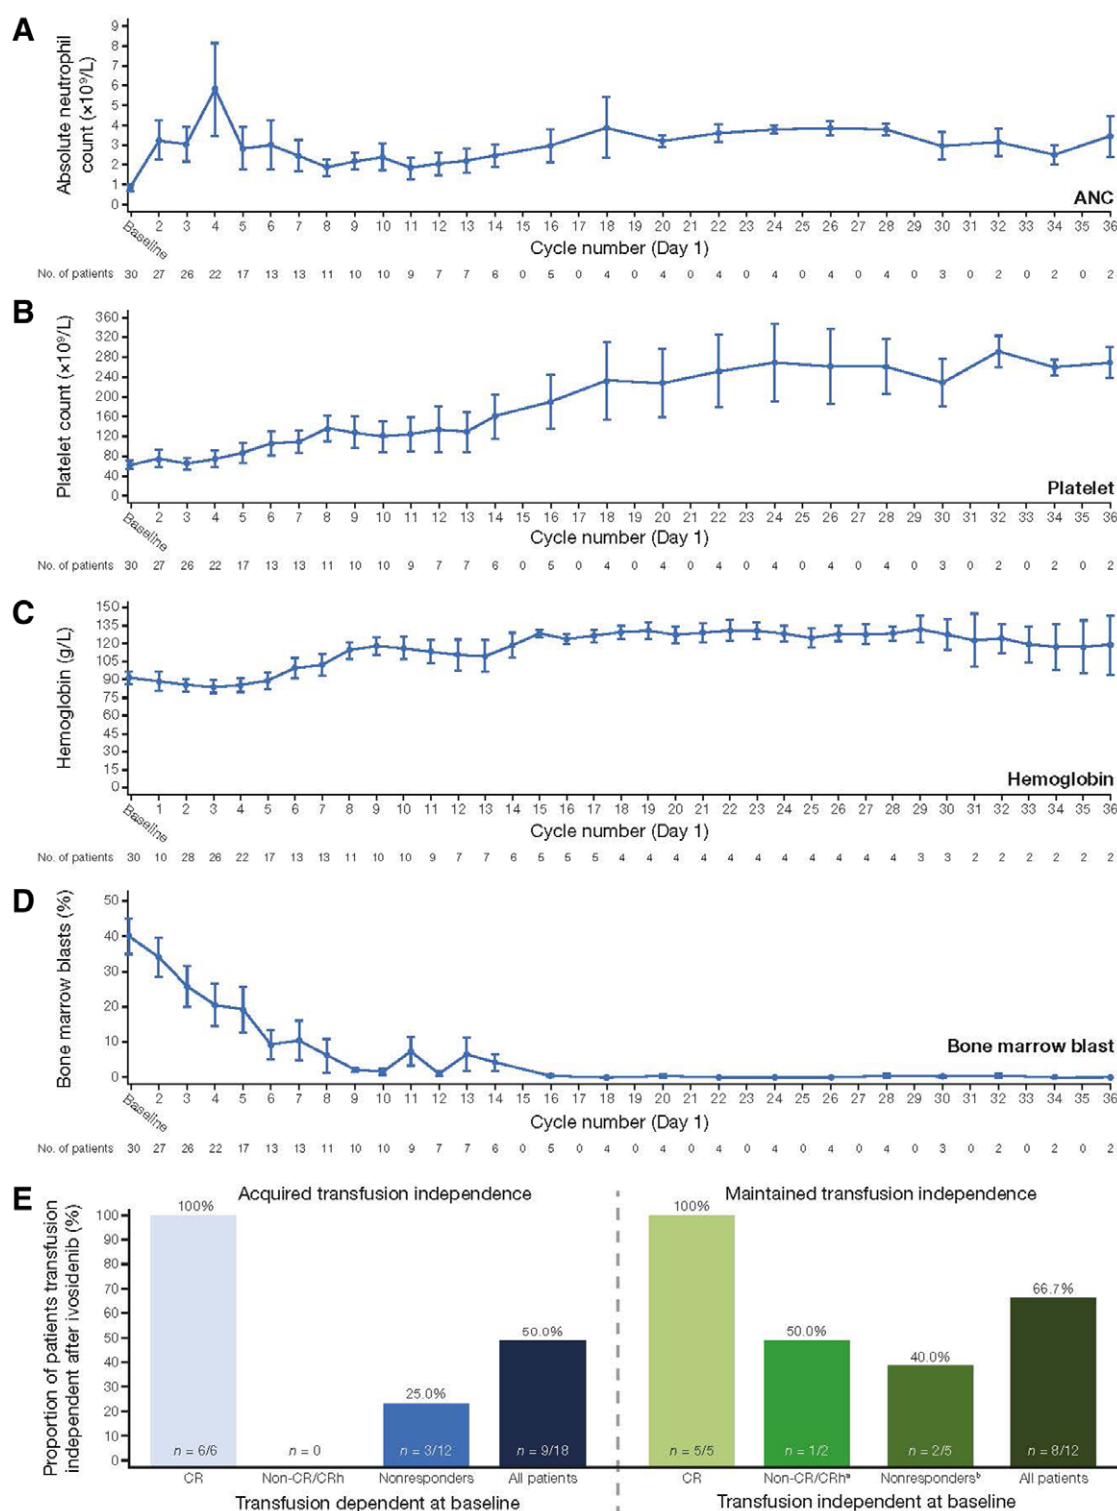 A
Absolute neutrophil
count (×10⁹/L)
9
8
7
6
5
4
3
2
1
0
ANC
Baseline 2 3 4 5 6 7 8 9 10 11 12 13 14 15 16 17 18 19 20 21 22 23 24 25 26 27 28 29 30 31 32 33 34 35 36
Cycle number (Day 1)
No. of patients 30 27 26 22 17 13 13 11 10 10 9 7 7 6 0 5 0 4 0 4 0 4 0 4 0 4 0 4 0 3 0 2 0 2 0 2
B
Platelet count (×10⁹/L)
360
320
280
240
200
160
120
80
40
0
Platelet
Baseline 2 3 4 5 6 7 8 9 10 11 12 13 14 15 16 17 18 19 20 21 22 23 24 25 26 27 28 29 30 31 32 33 34 35 36
Cycle number (Day 1)
No. of patients 30 27 26 22 17 13 13 11 10 10 9 7 7 6 0 5 0 4 0 4 0 4 0 4 0 4 0 4 0 3 0 2 0 2 0 2
C
Hemoglobin (g/L)
150
135
120
105
90
75
60
45
30
15
0
Hemoglobin
Baseline 1 2 3 4 5 6 7 8 9 10 11 12 13 14 15 16 17 18 19 20 21 22 23 24 25 26 27 28 29 30 31 32 33 34 35 36
Cycle number (Day 1)
No. of patients 30 10 28 26 22 17 13 13 11 10 10 9 7 7 6 5 5 5 4 4 4 4 4 4 4 4 4 4 4 3 3 2 2 2 2 2 2
D
Bone marrow blasts (%)
50
40
30
20
10
0
Bone marrow blast
Baseline 2 3 4 5 6 7 8 9 10 11 12 13 14 15 16 17 18 19 20 21 22 23 24 25 26 27 28 29 30 31 32 33 34 35 36
Cycle number (Day 1)
No. of patients 30 27 26 22 17 13 13 11 10 10 9 7 7 6 0 5 0 4 0 4 0 4 0 4 0 4 0 4 0 3 0 2 0 2 0 2
E
Proportion of patients transfusion
independent after ivosidenib (%)
100
90
80
70
60
50
40
30
20
10
0
Acquired transfusion independence
100%
25.0%
50.0%
n = 6/6 n = 0 n = 3/12 n = 9/18
CR Non-CR/CRh Nonresponders All patients
Transfusion dependent at baseline
Maintained transfusion independence
100%
50.0%
40.0%
66.7%
n = 5/5 n = 1/2 n = 2/5 n = 8/12
CR Non-CR/CRhᵃ Nonrespondersᵇ All patients
Transfusion independent at baseline